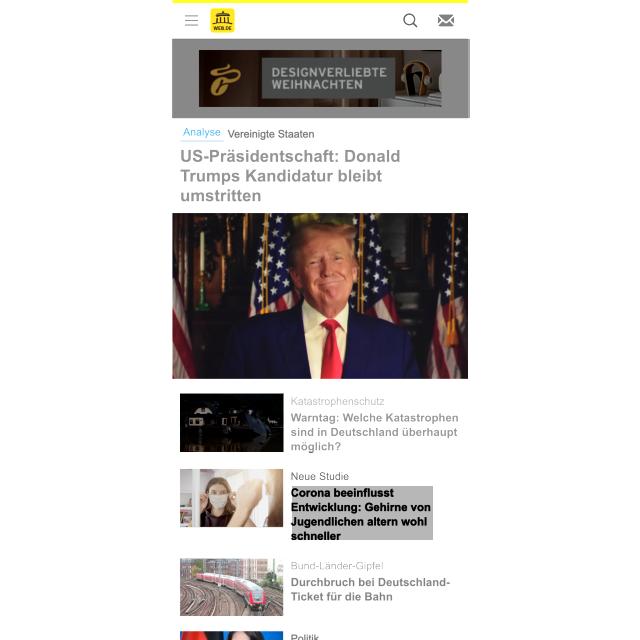 WEB.DE
DESIGNVERLIEBTE
WEIHNACHTEN
Analyse Vereinigte Staaten
US-Präsidentschaft: Donald
Trumps Kandidatur bleibt
umstritten
Katastrophenschutz
Warntag: Welche Katastrophen
sind in Deutschland überhaupt
möglich?
Neue Studie
Corona beeinflusst
Entwicklung: Gehirne von
Jugendlichen altern wohl
schneller
Bund-Länder-Gipfel
Durchbruch bei Deutschland-
Ticket für die Bahn
Politik